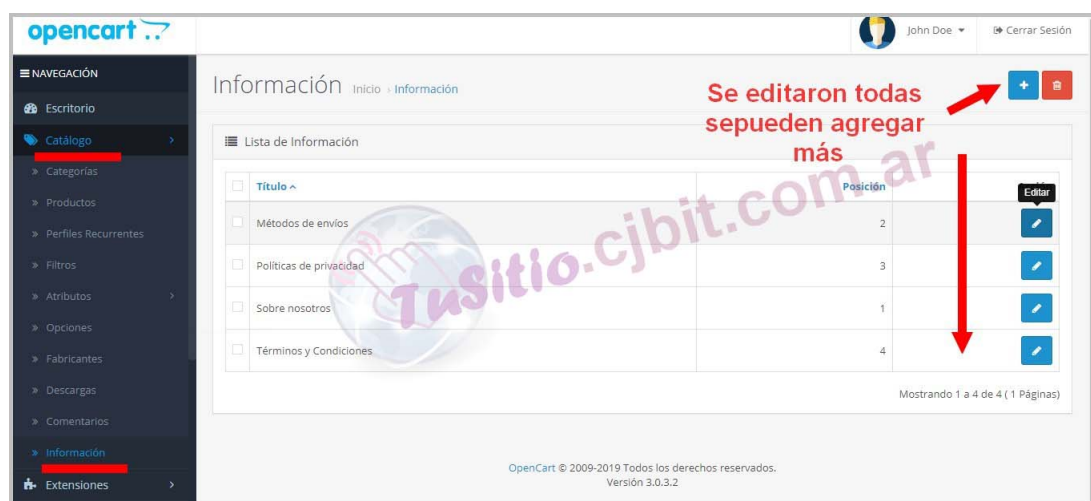 opencart
John Doe
Cerrar Sesión
NAVEGACIÓN
Escritorio
Catálogo
» Categorías
» Productos
» Perfiles Recurrentes
» Filtros
» Atributos
» Opciones
» Fabricantes
» Descargas
» Comentarios
» Información
Extensiones
Información Inicio › Información
Se editaron todas
sepueden agregar
más
Lista de Información
Título Posición
Editar
Métodos de envíos 2
Políticas de privacidad 3
Sobre nosotros 1
Términos y Condiciones 4
Mostrando 1 a 4 de 4 ( 1 Páginas)
TuSitio.cjbit.com.ar
OpenCart © 2009-2019 Todos los derechos reservados.
Versión 3.0.3.2